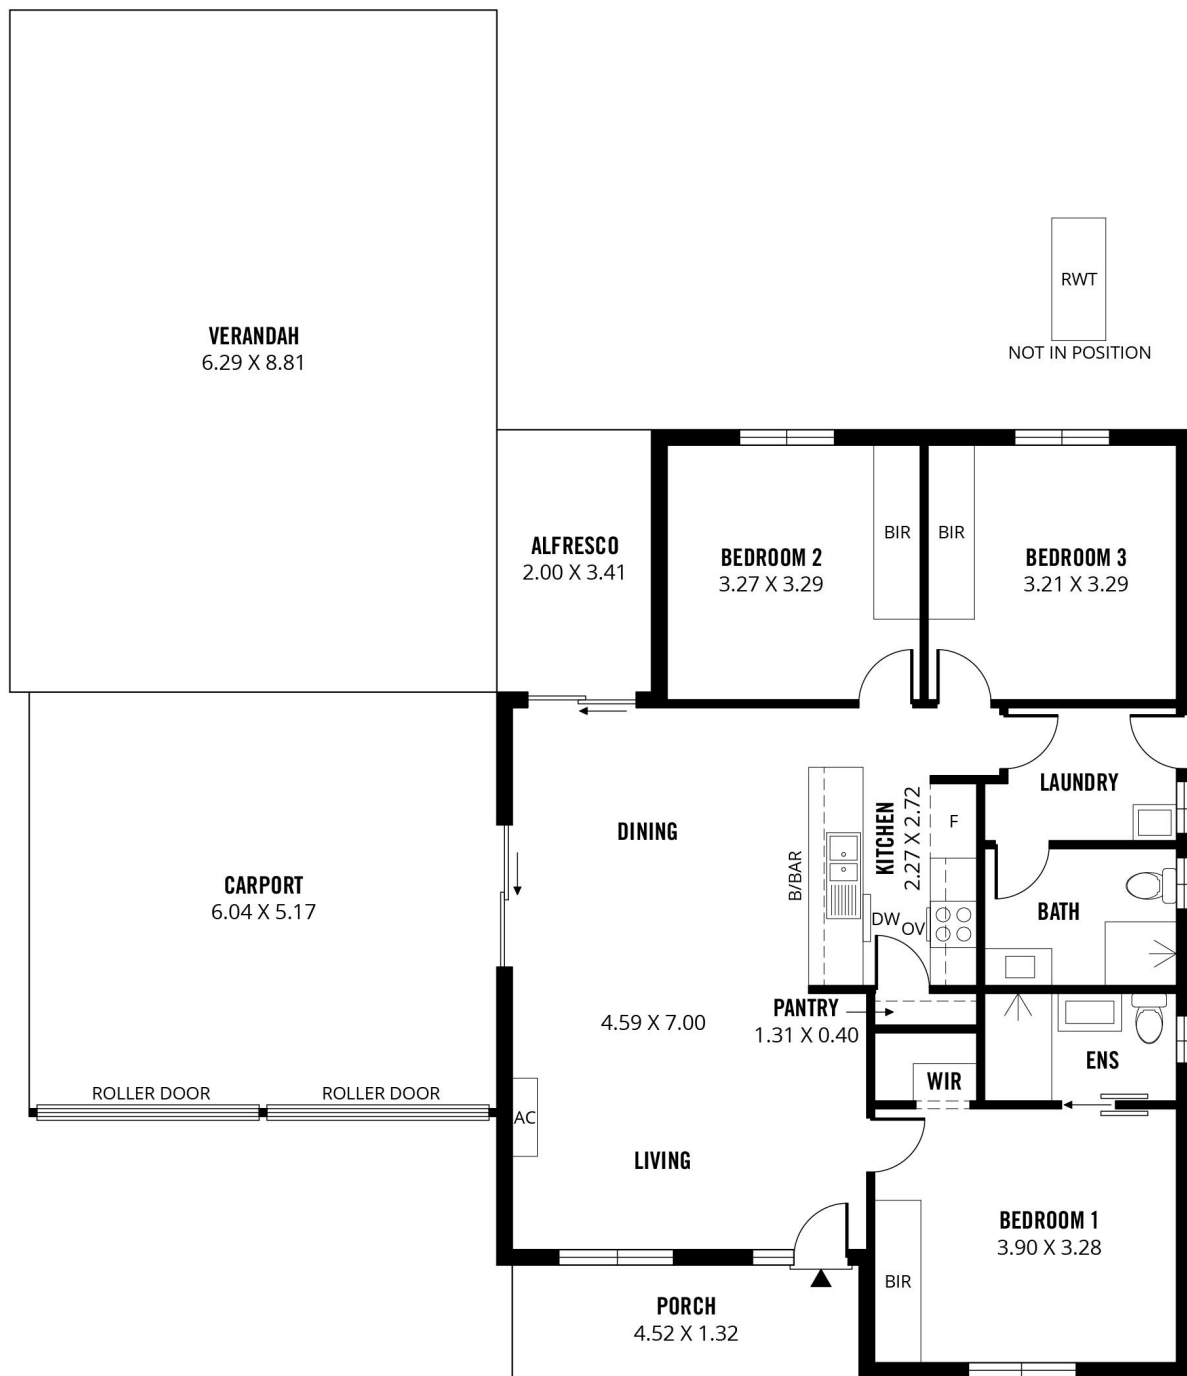 RWT
NOT IN POSITION
VERANDAH
6.29 X 8.81
ALFRESCO
2.00 X 3.41
BEDROOM 2
3.27 X 3.29
BIR
BIR
BEDROOM 3
3.21 X 3.29
LAUNDRY
DINING
KITCHEN
2.27 X 2.72
F
B/BAR
CARPORT
6.04 X 5.17
DW
OV
BATH
PANTRY
1.31 X 0.40
4.59 X 7.00
ENS
WIR
ROLLER DOOR
ROLLER DOOR
AC
LIVING
BEDROOM 1
3.90 X 3.28
BIR
PORCH
4.52 X 1.32